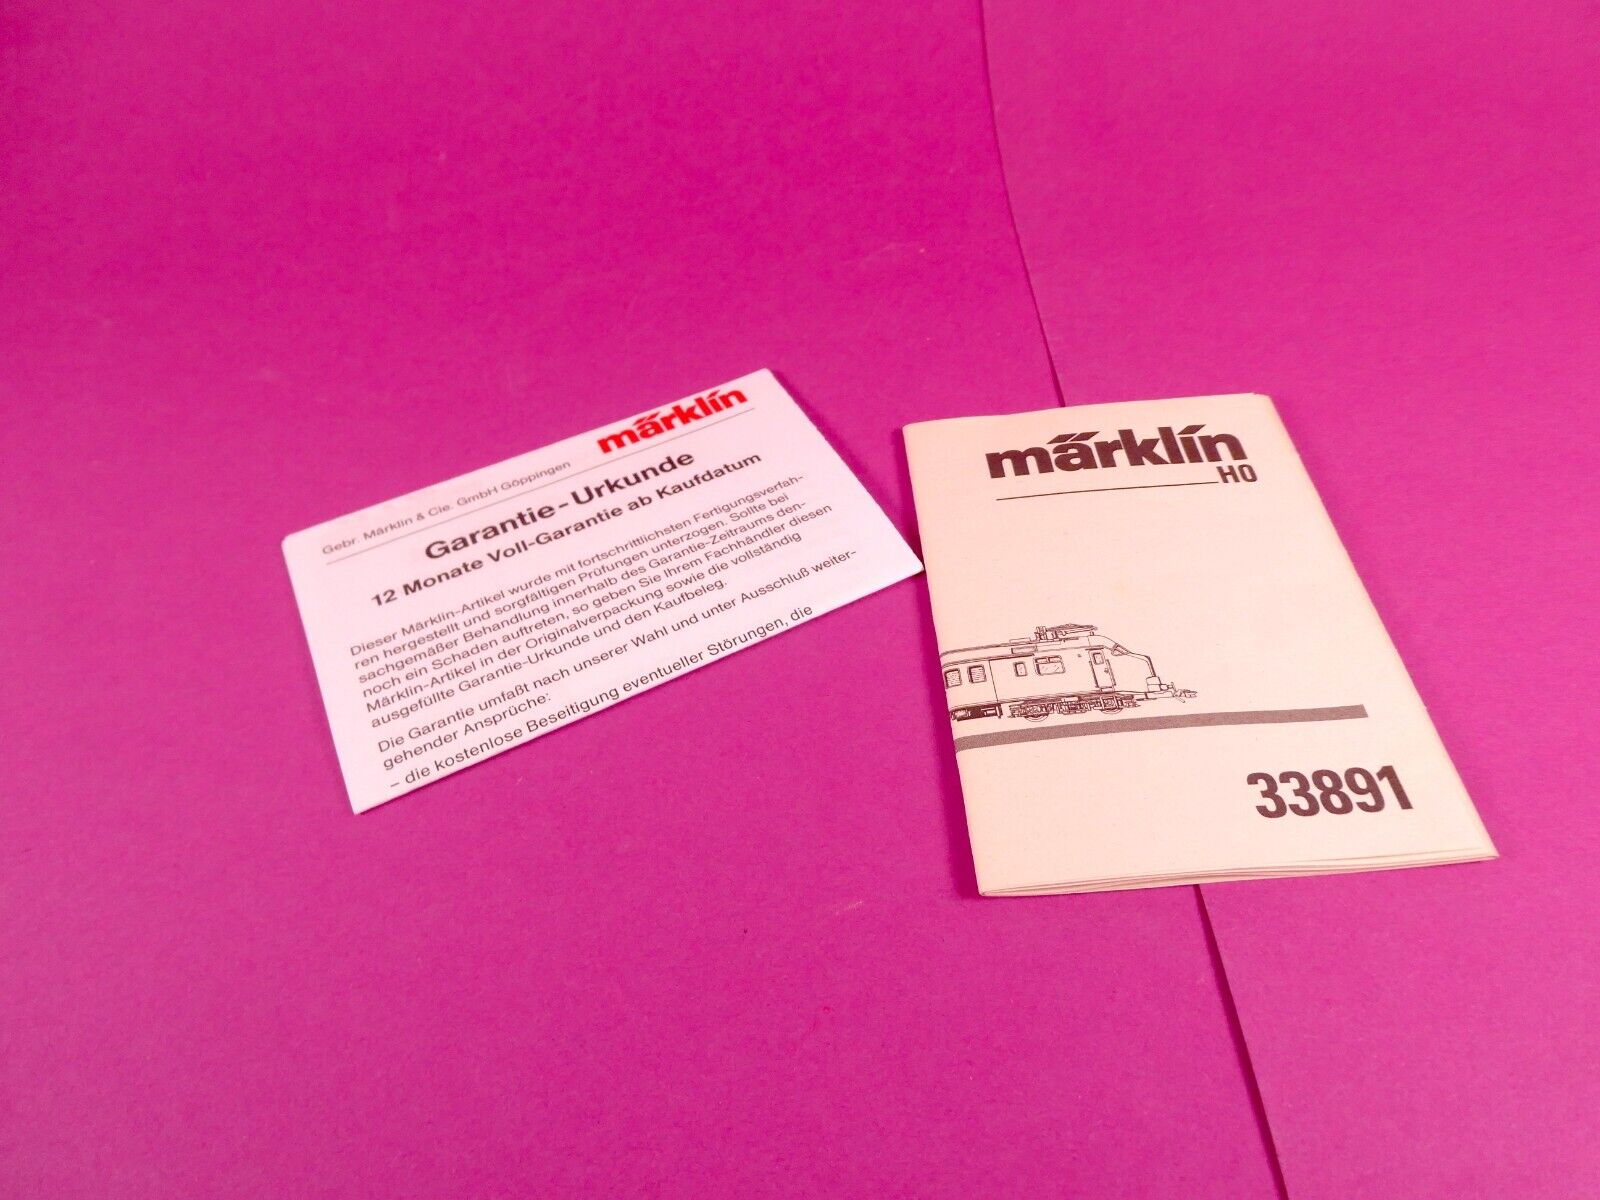 märklin
Gebr. Märklin & Cie. GmbH Göppingen
Garantie-Urkunde
12 Monate Voll-Garantie ab Kaufdatum
Dieser Märklin-Artikel wurde mit fortschrittlichsten Fertigungsverfah-
ren hergestellt und sorgfältigen Prüfungen unterzogen. Sollte bei
sachgemäßer Behandlung innerhalb des Garantie-Zeitraums den-
noch ein Schaden auftreten, so geben Sie Ihrem Fachhändler diesen
Märklin-Artikel in der Originalverpackung sowie die vollständig
ausgefüllte Garantie-Urkunde und den Kaufbeleg.
Die Garantie umfaßt nach unserer Wahl und unter Ausschluß weiter-
gehender Ansprüche:
– die kostenlose Beseitigung eventueller Störungen, die
märklin
HO
33891